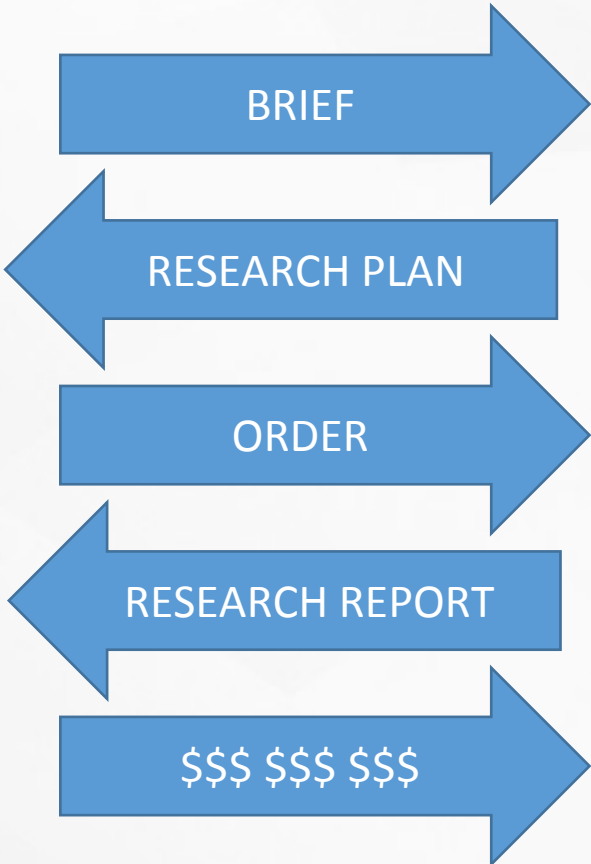 BRIEF
RESEARCH PLAN
ORDER
RESEARCH REPORT
$$$ $$$ $$$